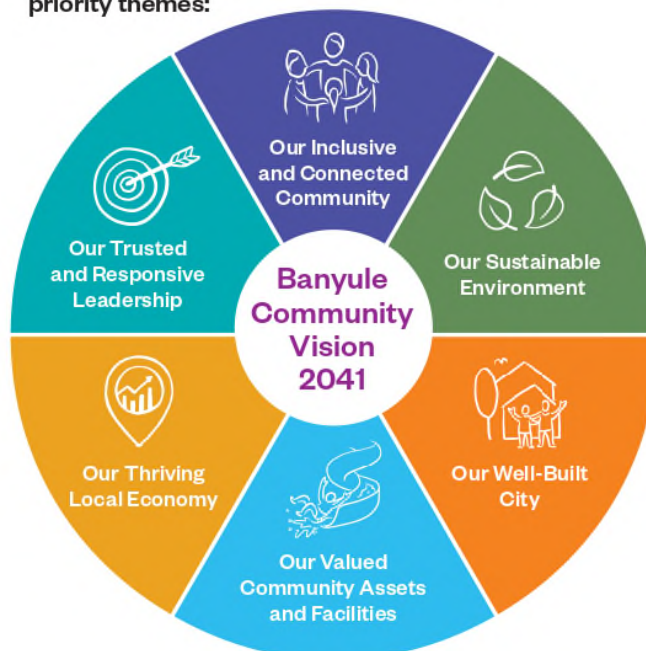 priority themes:
Our Inclusive
and Connected
Community
Our Sustainable
Environment
Our Well-Built
City
Our Valued
Community Assets
and Facilities
Our Thriving
Local Economy
Our Trusted
and Responsive
Leadership
Banyule
Community
Vision
2041